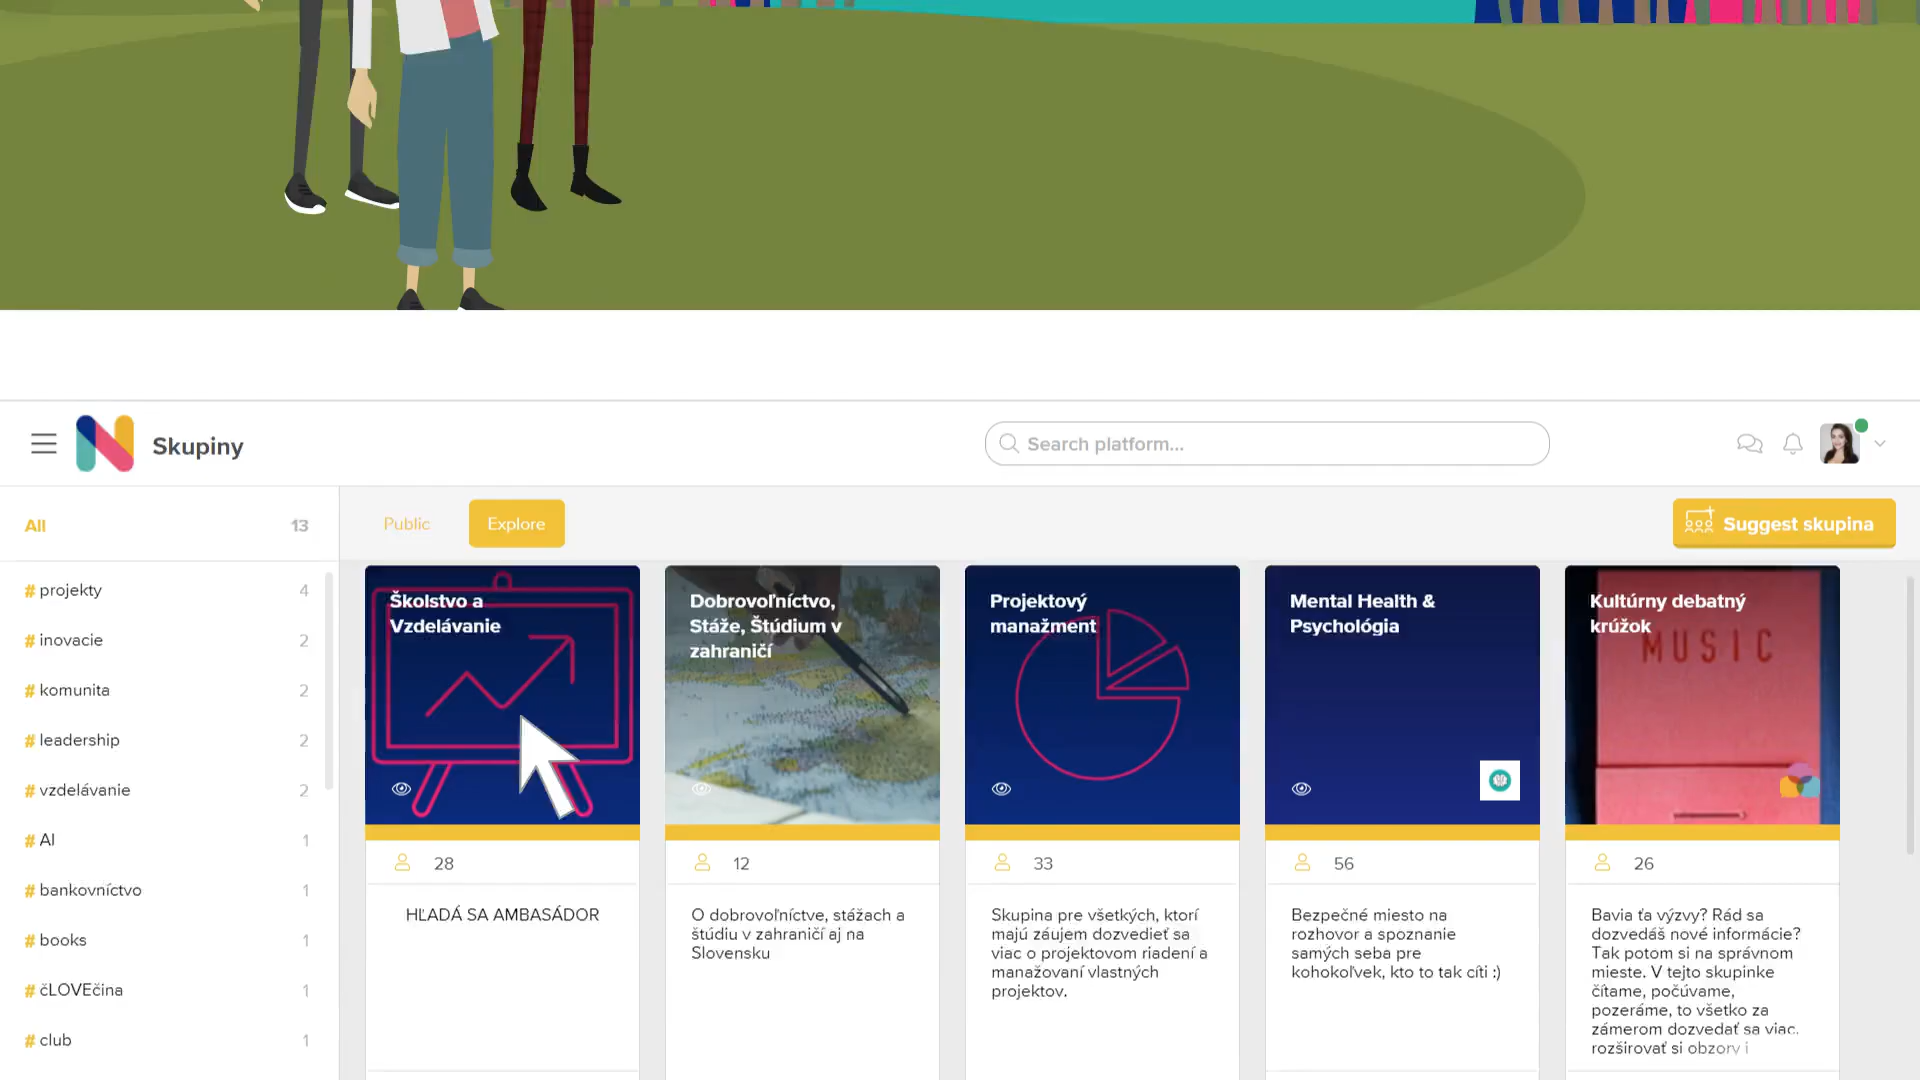 Skupiny
Search platform...
All 13
Public
Explore
Suggest skupina
# projekty 4
# inovacie 2
# komunita 2
# leadership 2
# vzdelávanie 2
# AI 1
# bankovníctvo 1
# books 1
# čLOVEčina 1
# club 1
Školstvo a
Vzdelávanie
28
HĽADÁ SA AMBASÁDOR
Dobrovoľníctvo,
Stáže, Štúdium v
zahraničí
12
O dobrovoľníctve, stážach a
štúdiu v zahraničí aj na
Slovensku
Projektový
manažment
33
Skupina pre všetkých, ktorí
majú záujem dozvedieť sa
viac o projektovom riadení a
manažovaní vlastných
projektov.
Mental Health &
Psychológia
56
Bezpečné miesto na
rozhovor a spoznanie
samých seba pre
kohokoľvek, kto to tak cíti :)
Kultúrny debatný
krúžok
MUSIC
26
Bavia ťa výzvy? Rád sa
dozvedáš nové informácie?
Tak potom si na správnom
mieste. V tejto skupinke
čítame, počúvame,
pozeráme, to všetko za
zámerom dozvedať sa viac,
rozširovať si obzory i